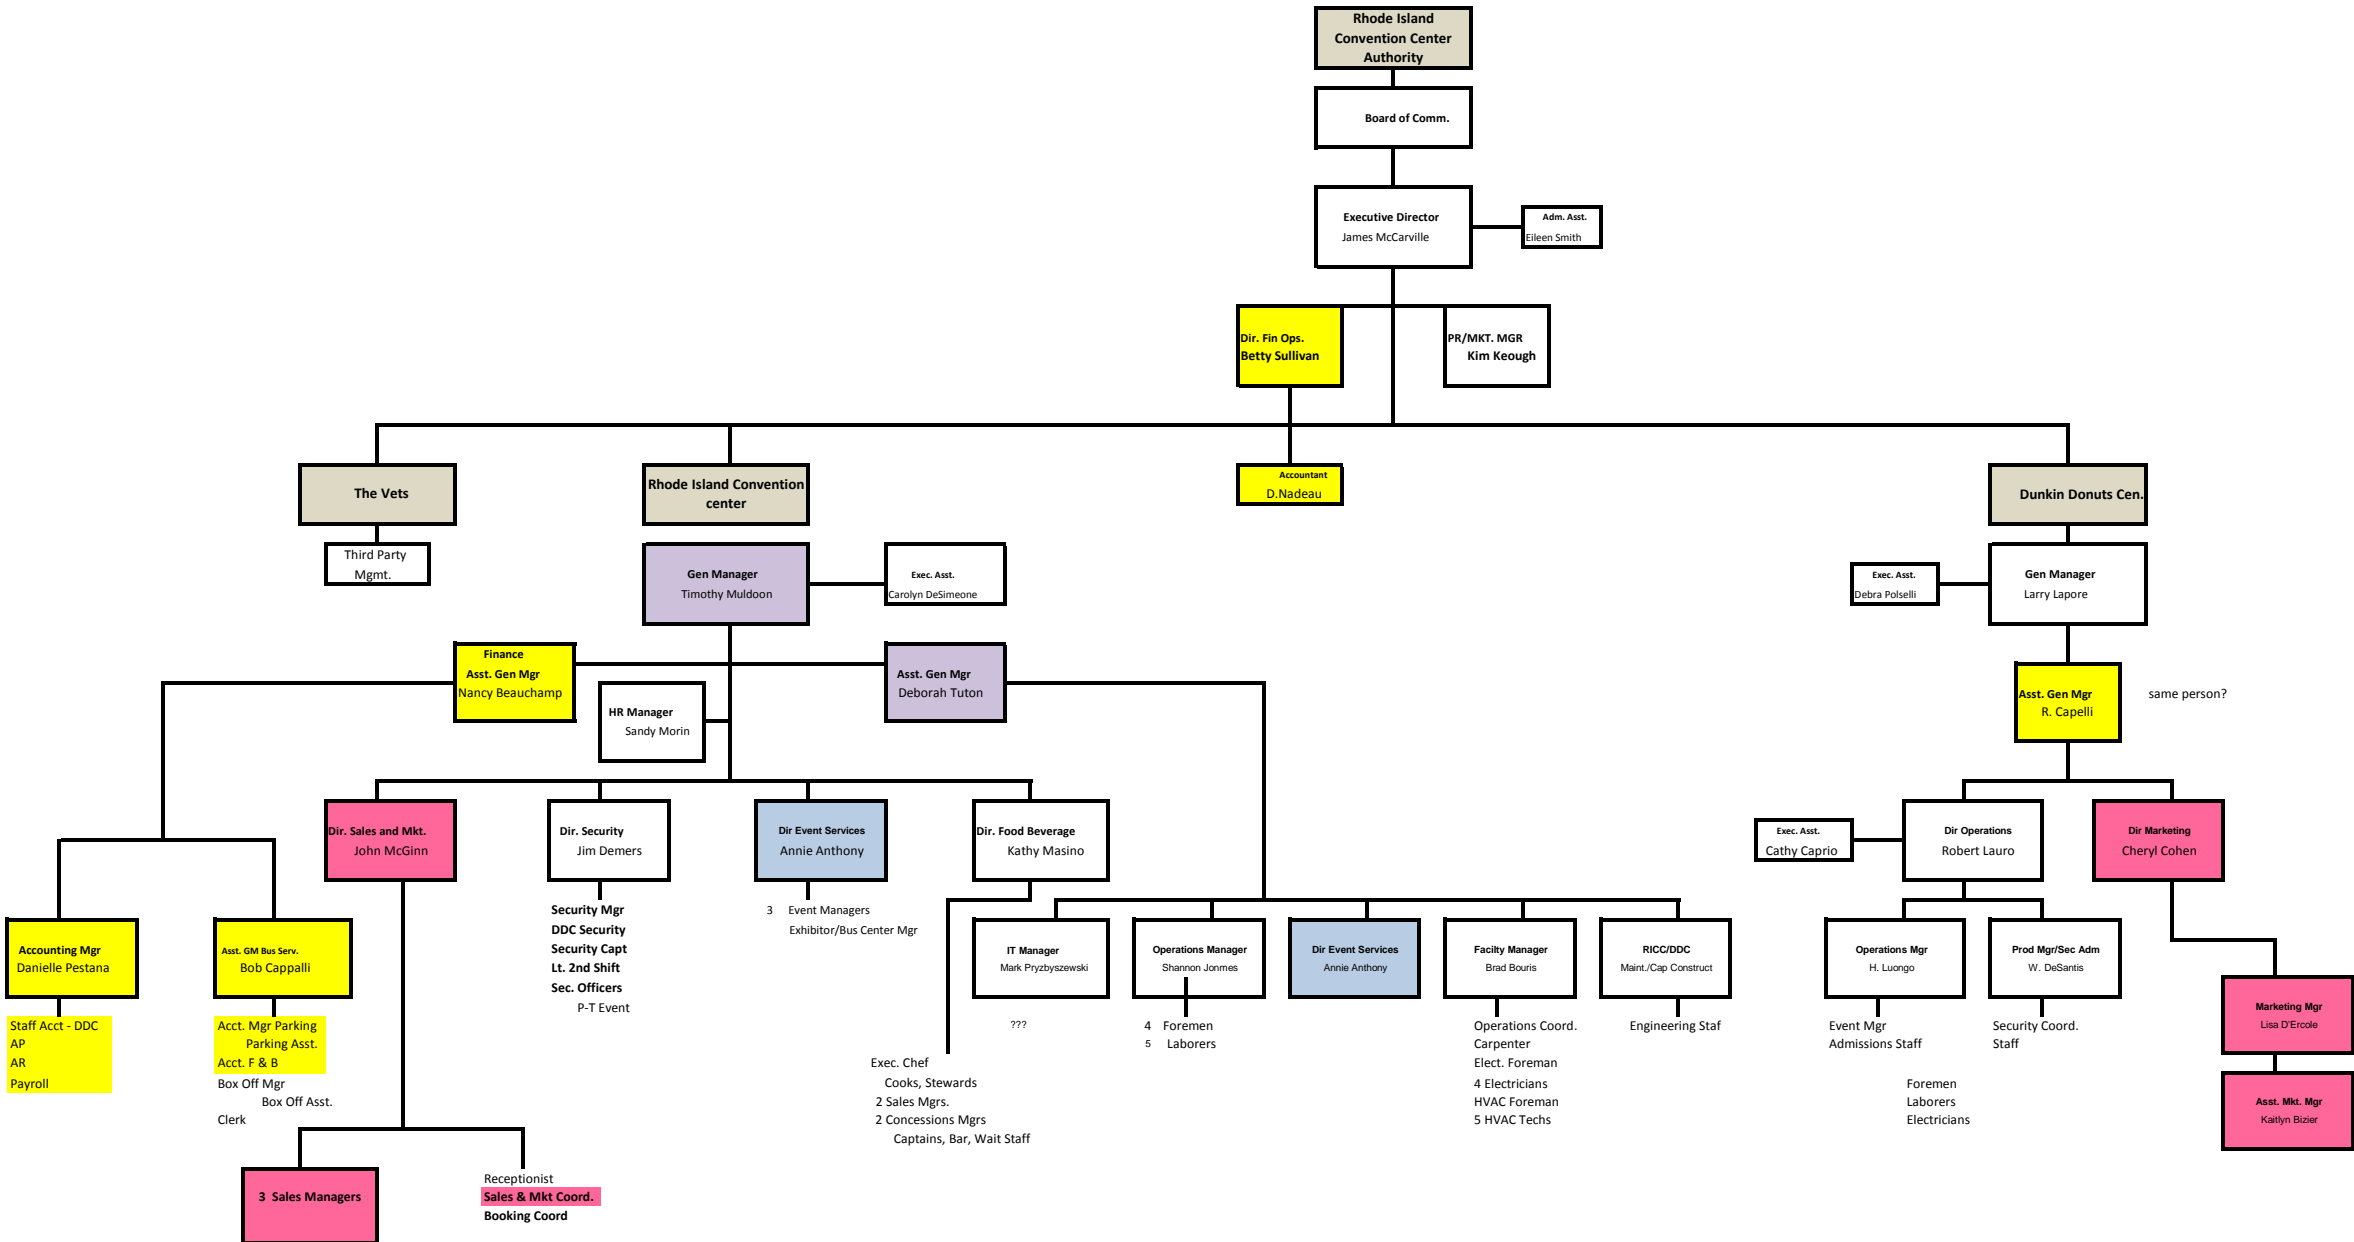 Rhode Island
Convention Center
Authority
Board of Comm.
Executive Director
James McCarville
Adm. Asst.
Eileen Smith
Dir. Fin Ops.
Betty Sullivan
PR/MKT. MGR
Kim Keough
The Vets
Rhode Island Convention
center
Accountant
D.Nadeau
Dunkin Donuts Cen.
Third Party
Mgmt.
Gen Manager
Timothy Muldoon
Exec. Asst.
Carolyn DeSimeone
Exec. Asst.
Debra Polselli
Gen Manager
Larry Lapore
Finance
Asst. Gen Mgr
Nancy Beauchamp
HR Manager
Sandy Morin
Asst. Gen Mgr
Deborah Tuton
Asst. Gen Mgr
R. Capelli
same person?
Dir. Sales and Mkt.
John McGinn
Dir. Security
Jim Demers
Dir Event Services
Annie Anthony
Dir. Food Beverage
Kathy Masino
Exec. Asst.
Cathy Caprio
Dir Operations
Robert Lauro
Dir Marketing
Cheryl Cohen
Security Mgr
DDC Security
Security Capt
Lt. 2nd Shift
Sec. Officers
P-T Event
3 Event Managers
Exhibitor/Bus Center Mgr
Accounting Mgr
Danielle Pestana
Asst. GM Bus Serv.
Bob Cappalli
IT Manager
Mark Pryzbyszewski
Operations Manager
Shannon Jonmes
Dir Event Services
Annie Anthony
Facilty Manager
Brad Bouris
RICC/DDC
Maint./Cap Construct
Operations Mgr
H. Luongo
Prod Mgr/Sec Adm
W. DeSantis
Marketing Mgr
Lisa D'Ercole
Staff Acct - DDC
AP
AR
Payroll
Acct. Mgr Parking
Parking Asst.
Acct. F & B
Box Off Mgr
Box Off Asst.
Clerk
???
4 Foremen
5 Laborers
Operations Coord.
Carpenter
Elect. Foreman
4 Electricians
HVAC Foreman
5 HVAC Techs
Engineering Staf
Event Mgr
Admissions Staff
Security Coord.
Staff
Foremen
Laborers
Electricians
Exec. Chef
Cooks, Stewards
2 Sales Mgrs.
2 Concessions Mgrs
Captains, Bar, Wait Staff
Asst. Mkt. Mgr
Kaitlyn Bizier
3 Sales Managers
Receptionist
Sales & Mkt Coord.
Booking Coord